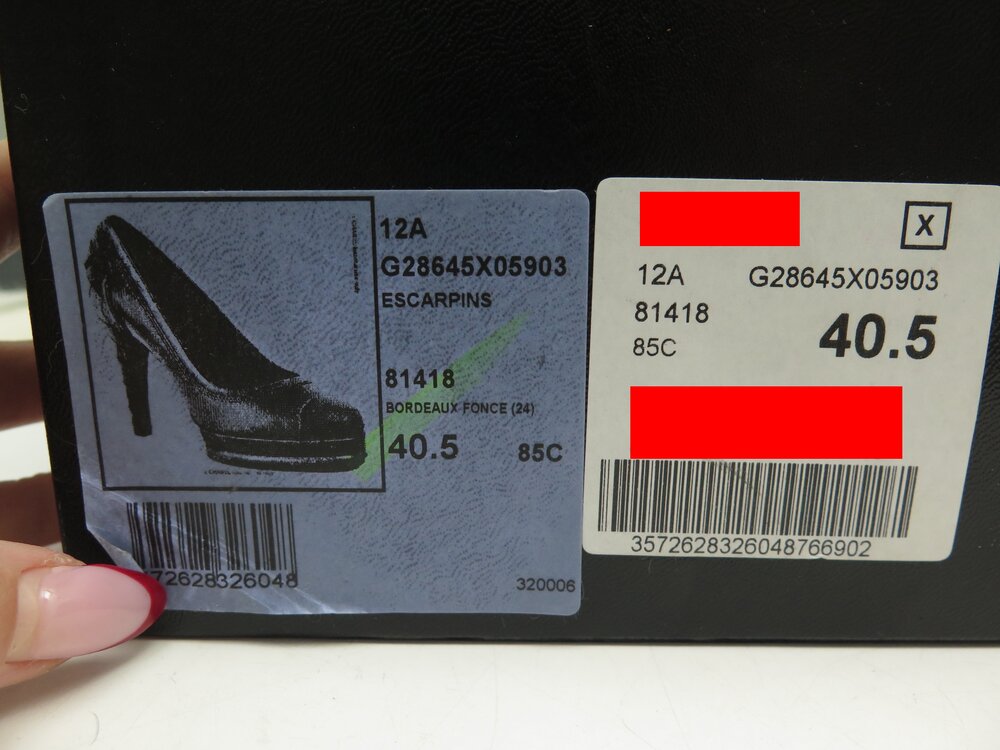 12A
G28645X05903
ESCARPINS
81418
BORDEAUX FONCE (24)
40.5 85C
72628326048
320006
X
12A G28645X05903
81418
85C 40.5
3572628326048766902